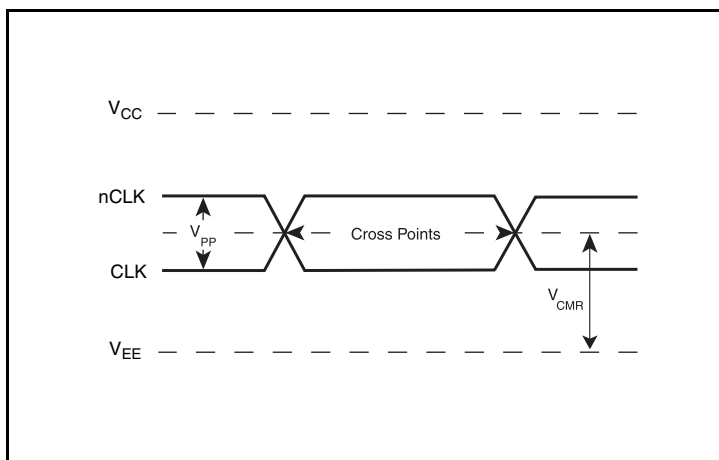 VCC
nCLK
VPP
Cross Points
CLK
VCMR
VEE